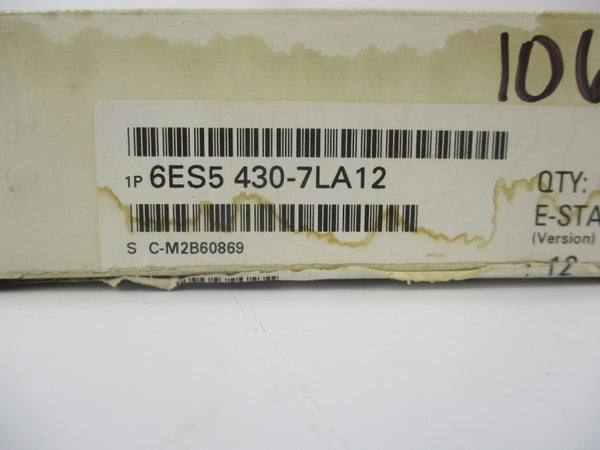 106
1P 6ES5 430-7LA12
QTY:
E-STA
(Version)
S C-M2B60869
: 12